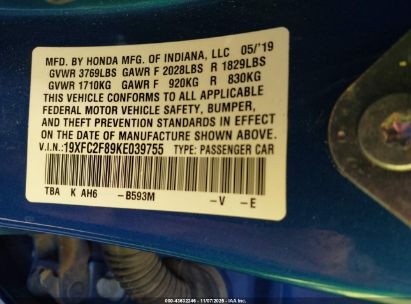 MFD. BY HONDA MFG. OF INDIANA, LLC 05/'19
GVWR 3769LBS GAWR F 2028LBS R 1829LBS
GVWR 1710KG GAWR F 920KG R 830KG
THIS VEHICLE CONFORMS TO ALL APPLICABLE
FEDERAL MOTOR VEHICLE SAFETY, BUMPER,
AND THEFT PREVENTION STANDARDS IN EFFECT
ON THE DATE OF MANUFACTURE SHOWN ABOVE.
V.I.N.:19XFC2F89KE039755 TYPE: PASSENGER CAR
TBA K AH6 -B593M -V -E